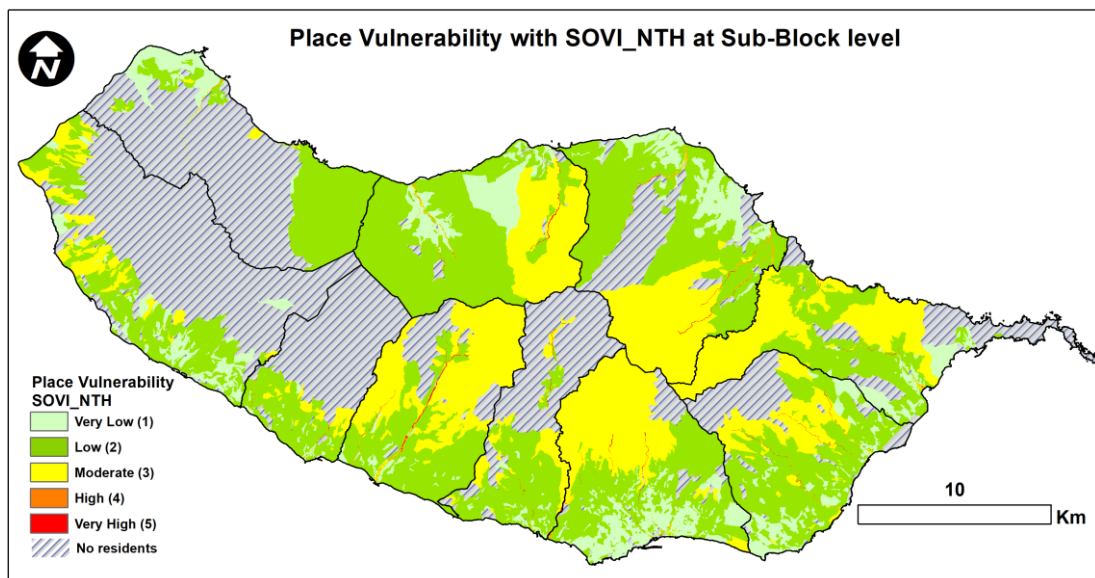 Place Vulnerability with SOVI_NTH at Sub-Block level
N
Place Vulnerability
SOVI_NTH
Very Low (1)
Low (2)
Moderate (3)
High (4)
Very High (5)
No residents
10
Km